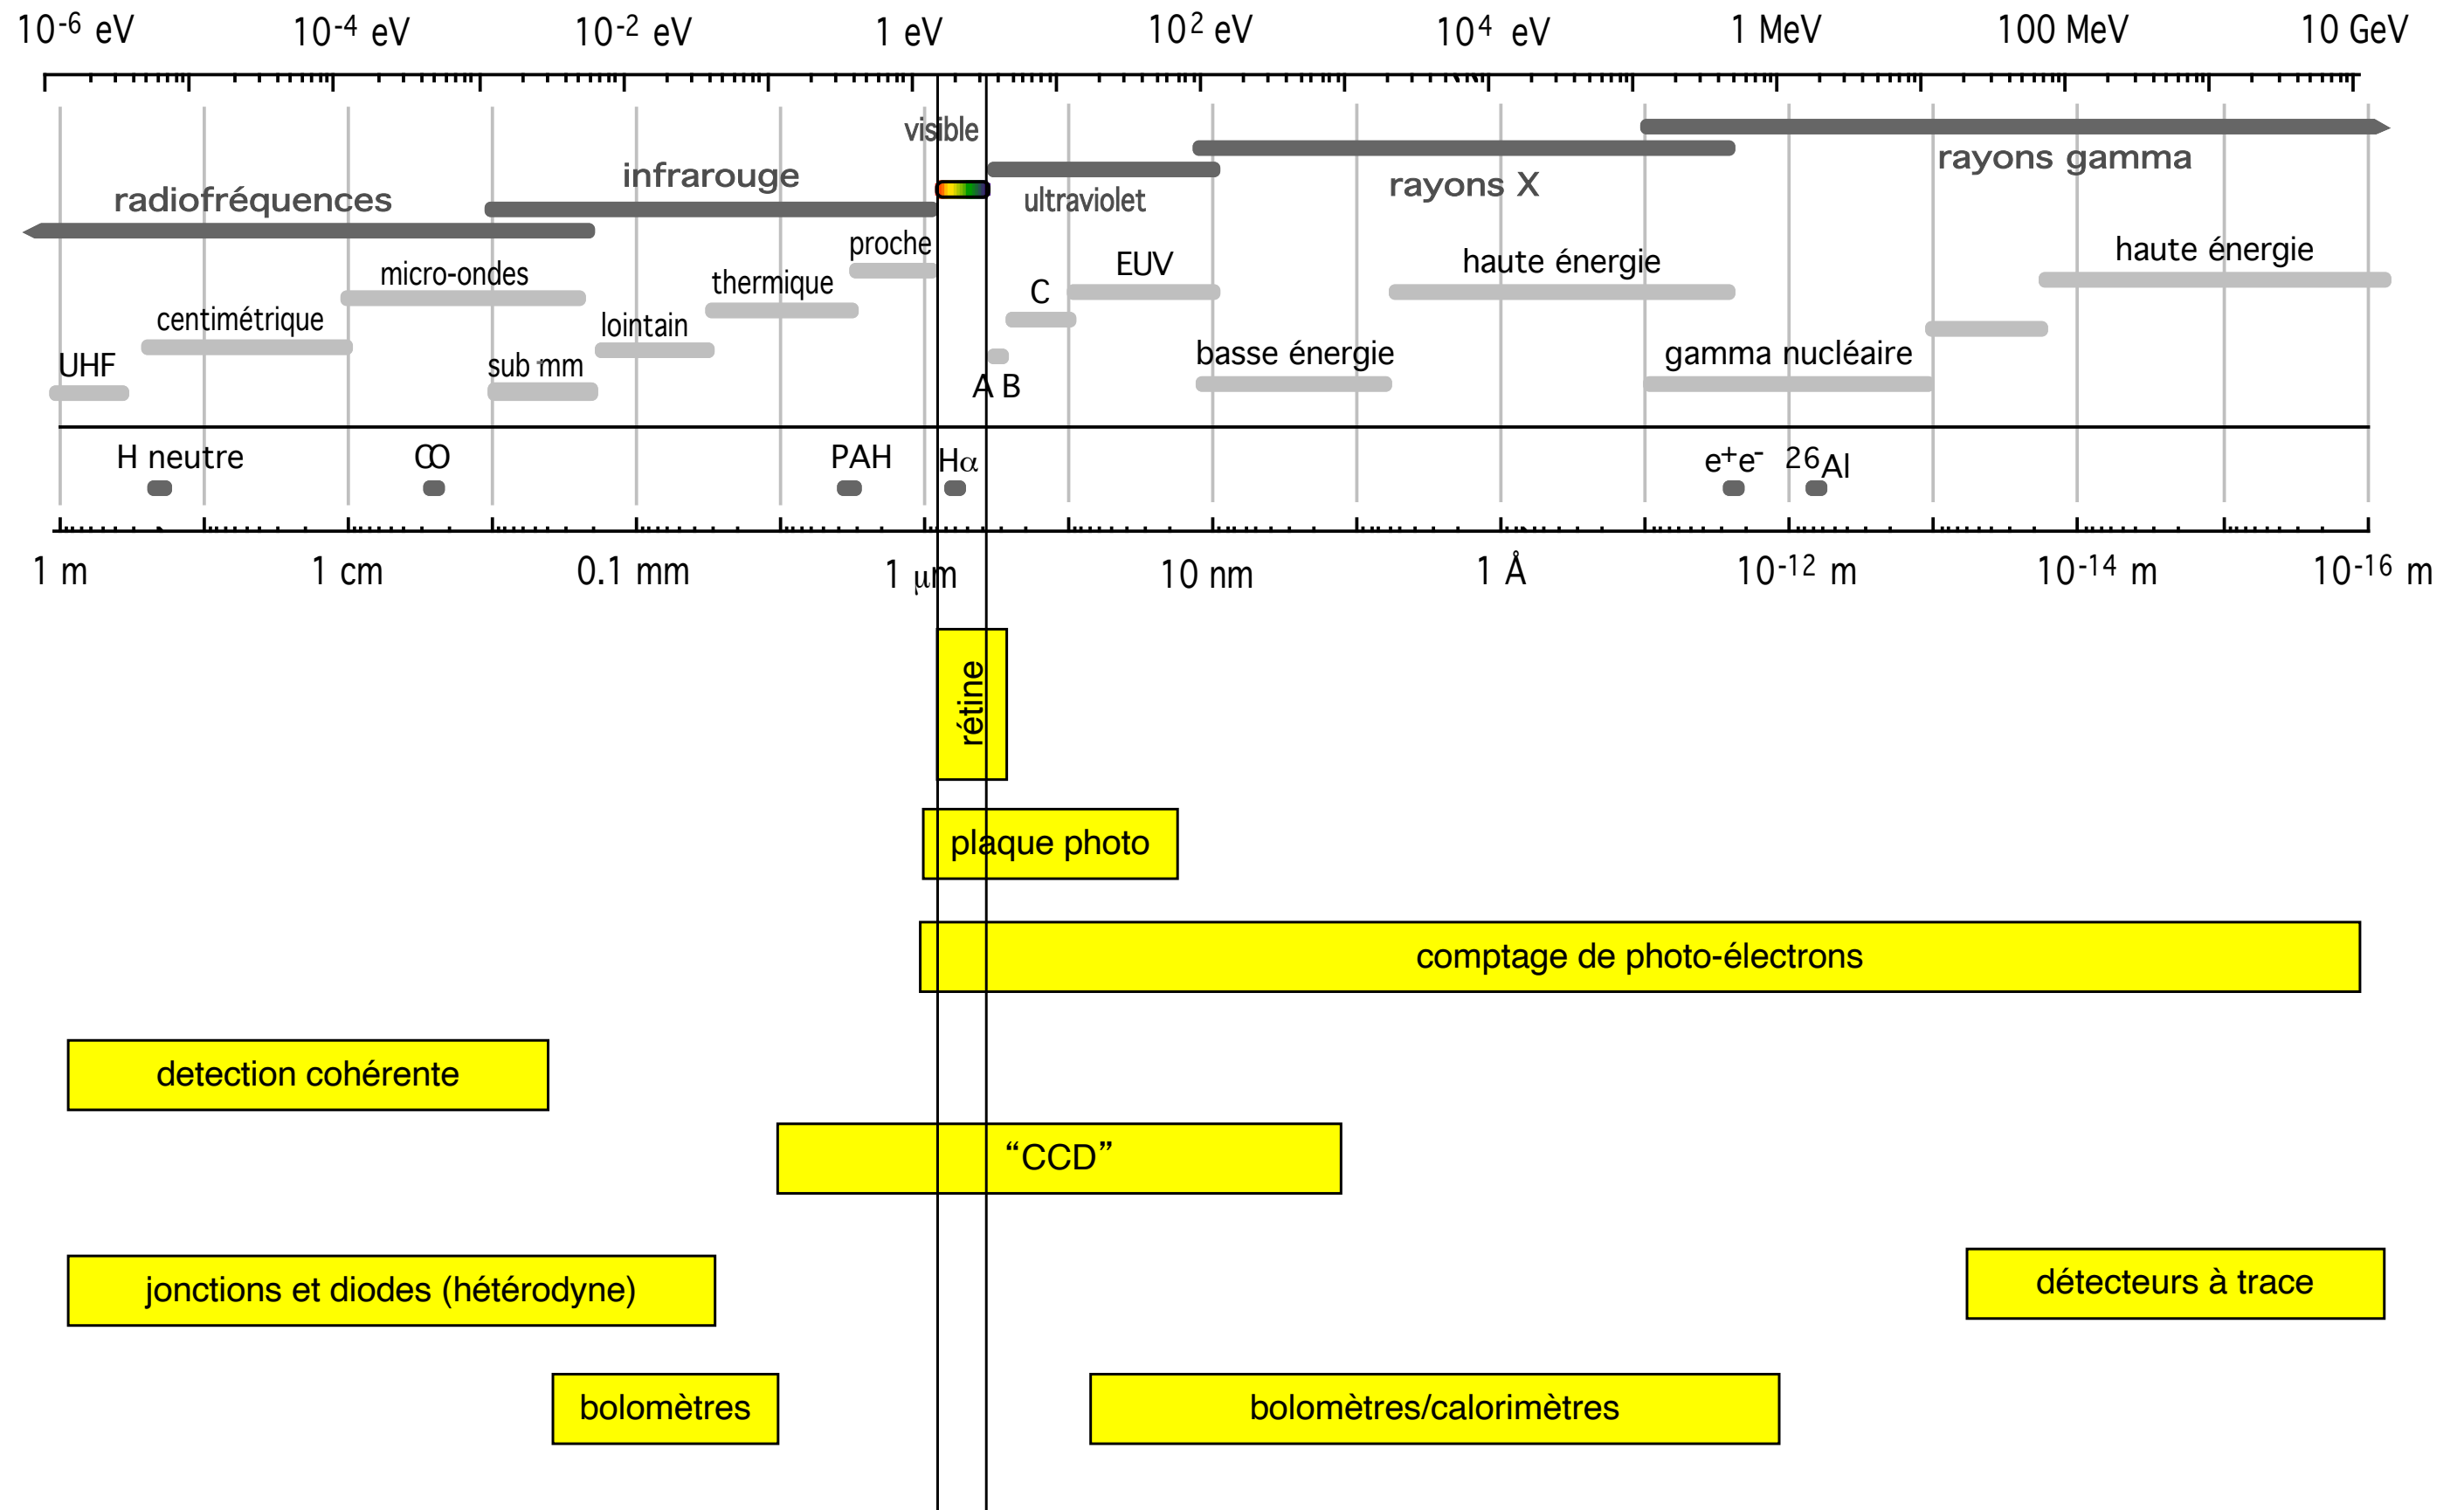 10-6 eV 10-4 eV 10-2 eV 1 eV 10² eV 10⁴ eV 1 MeV 100 MeV 10 GeV
visible
rayons gamma
infrarouge
rayons X
radiofréquences
ultraviolet
proche
haute énergie
haute énergie
EUV
micro-ondes
thermique
C
centimétrique
lointain
UHF
sub-mm
basse énergie
gamma nucléaire
A B
H neutre CO PAH Hα e⁺e⁻ ²⁶Al
1 m 1 cm 0.1 mm 1 μm 10 nm 1 Å 10-12 m 10-14 m 10-16 m
rétine
plaque photo
comptage de photo-électrons
detection cohérente
“CCD”
jonctions et diodes (hétérodyne)
détecteurs à trace
bolomètres
bolomètres/calorimètres